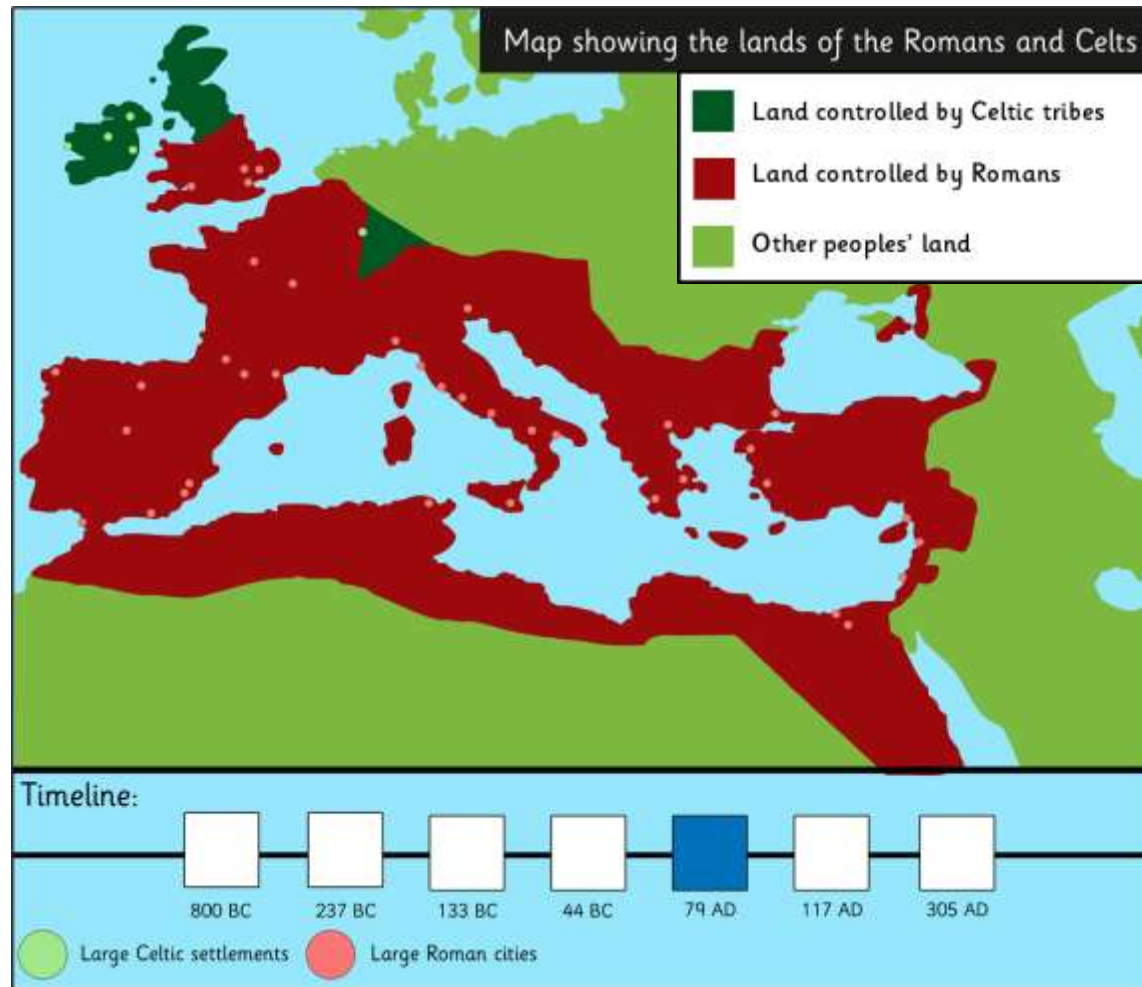 Map showing the lands of the Romans and Celts
Land controlled by Celtic tribes
Land controlled by Romans
Other peoples' land
Timeline:
800 BC
237 BC
133 BC
44 BC
79 AD
117 AD
305 AD
Large Celtic settlements
Large Roman cities